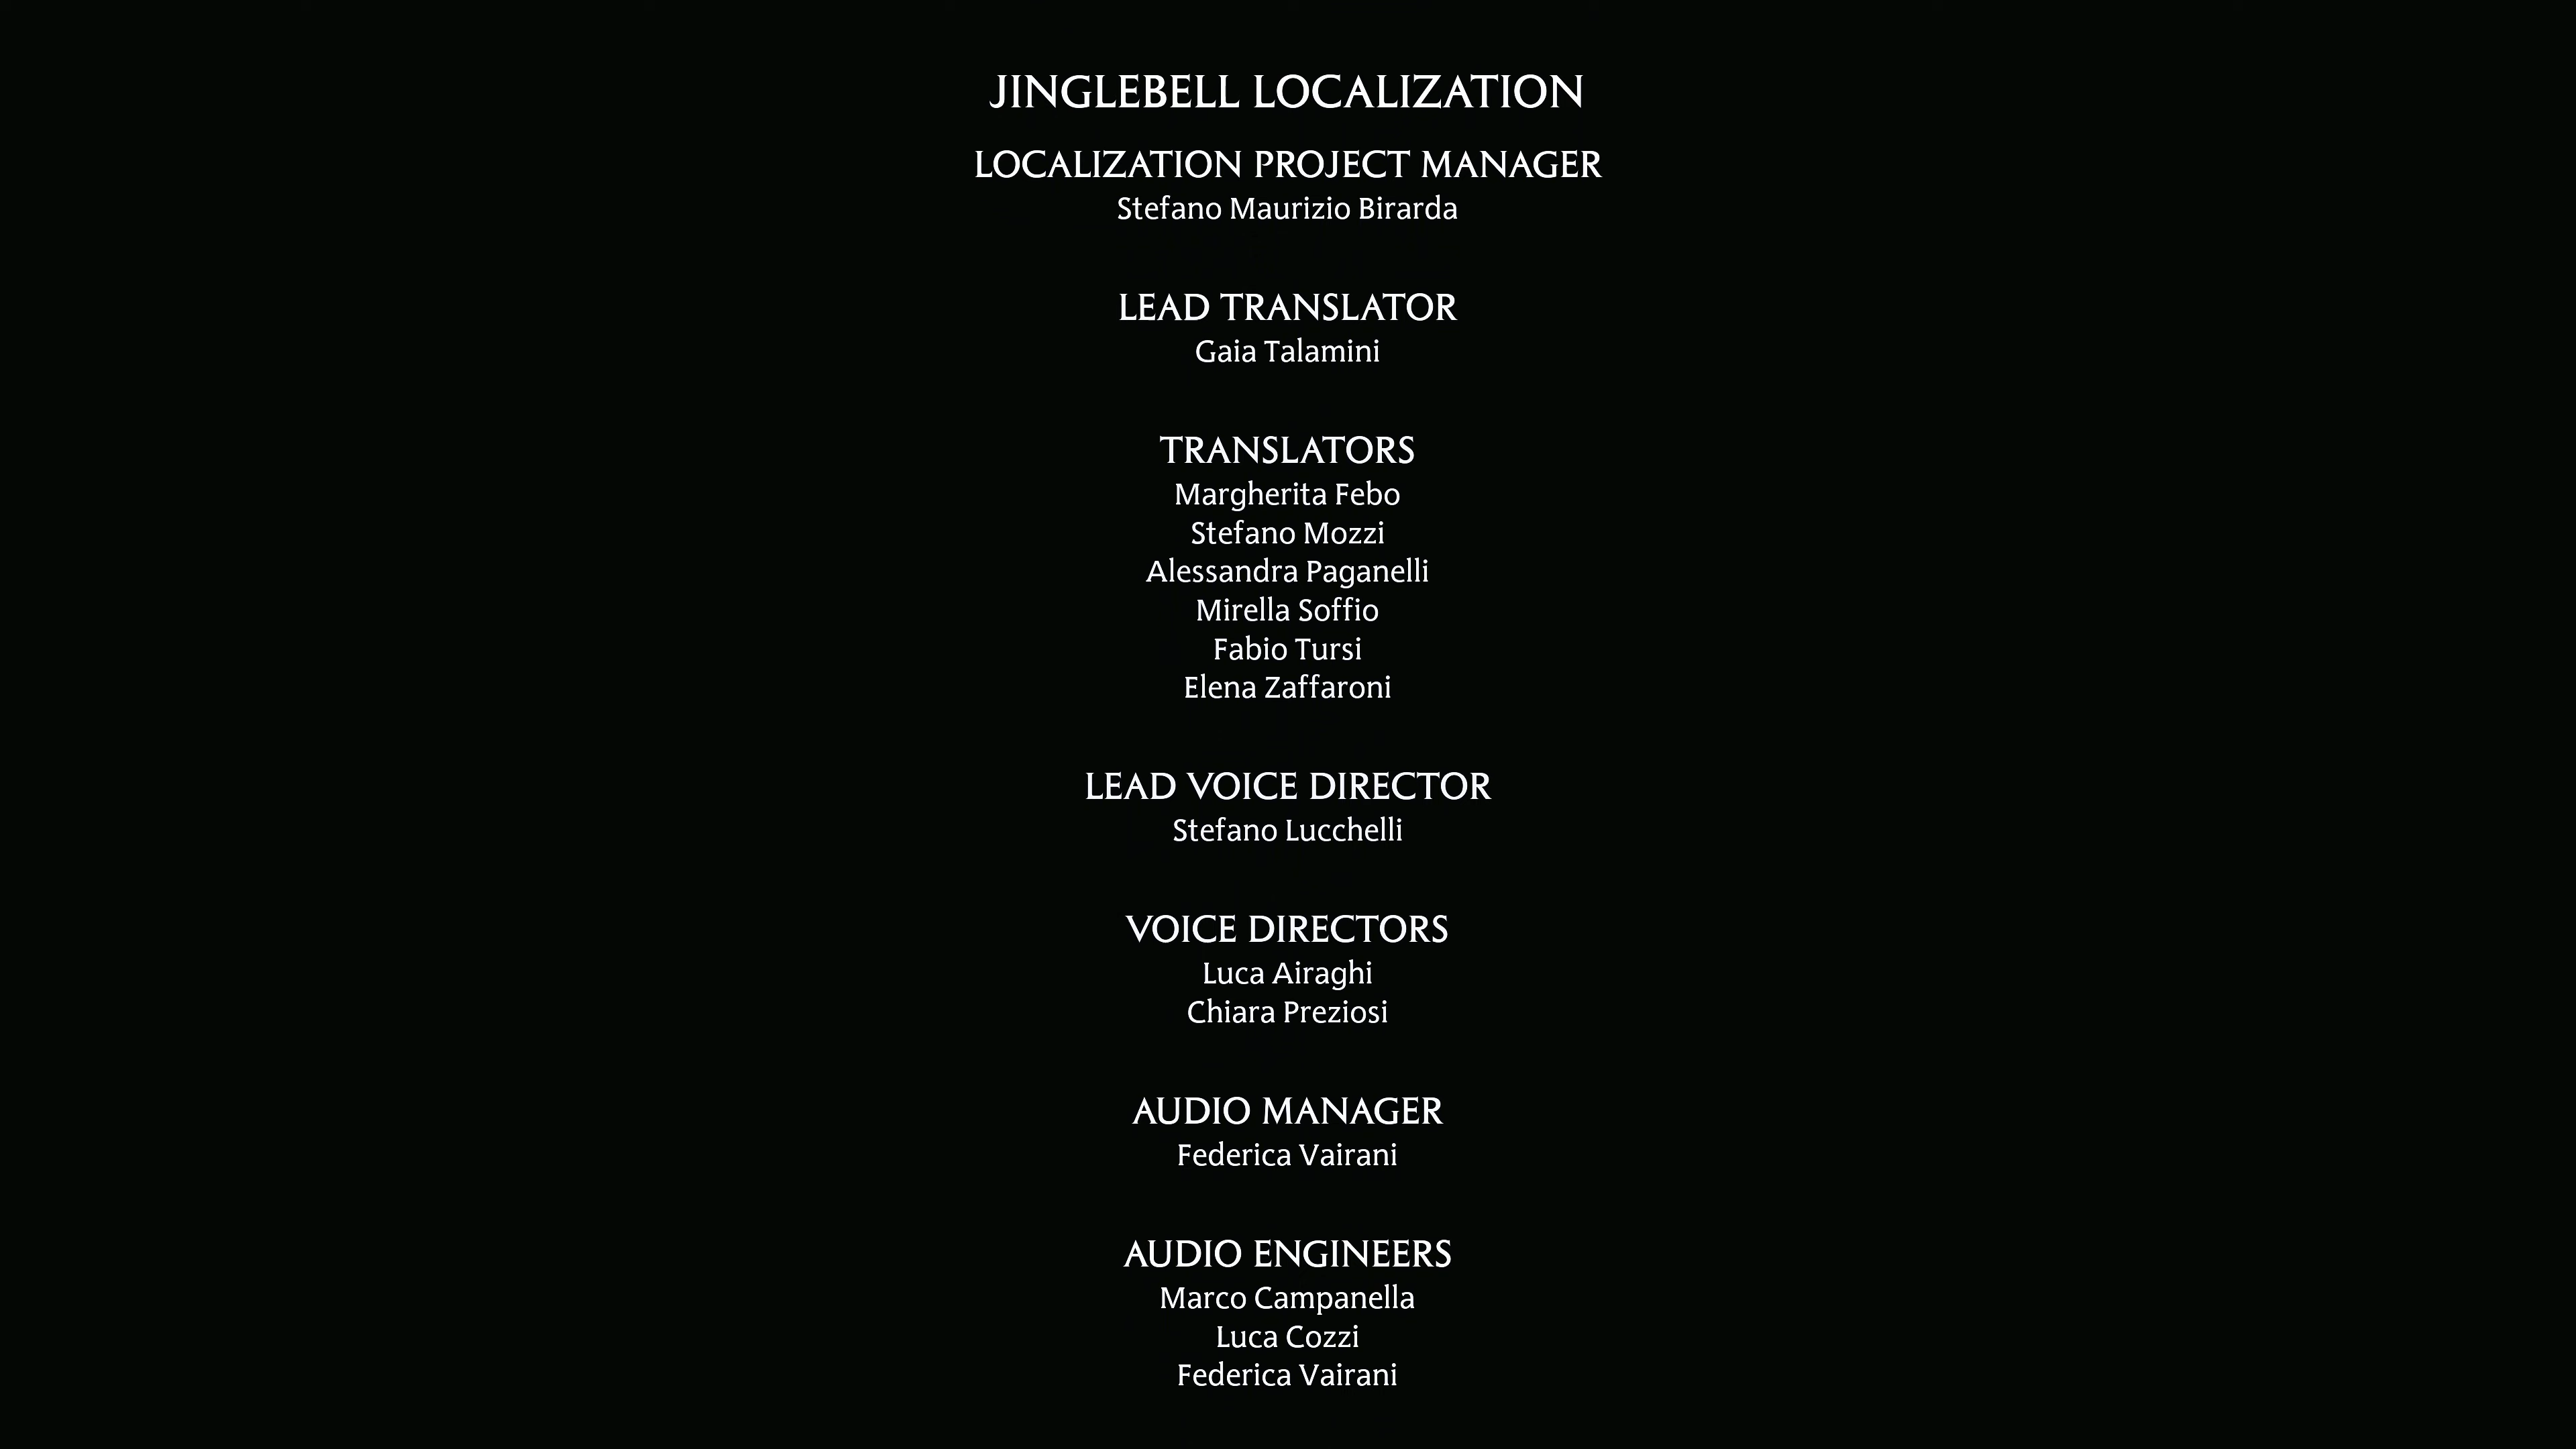 JINGLEBELL LOCALIZATION
LOCALIZATION PROJECT MANAGER
Stefano Maurizio Birarda
LEAD TRANSLATOR
Gaia Talamini
TRANSLATORS
Margherita Febo
Stefano Mozzi
Alessandra Paganelli
Mirella Soffio
Fabio Tursi
Elena Zaffaroni
LEAD VOICE DIRECTOR
Stefano Lucchelli
VOICE DIRECTORS
Luca Airaghi
Chiara Preziosi
AUDIO MANAGER
Federica Vairani
AUDIO ENGINEERS
Marco Campanella
Luca Cozzi
Federica Vairani